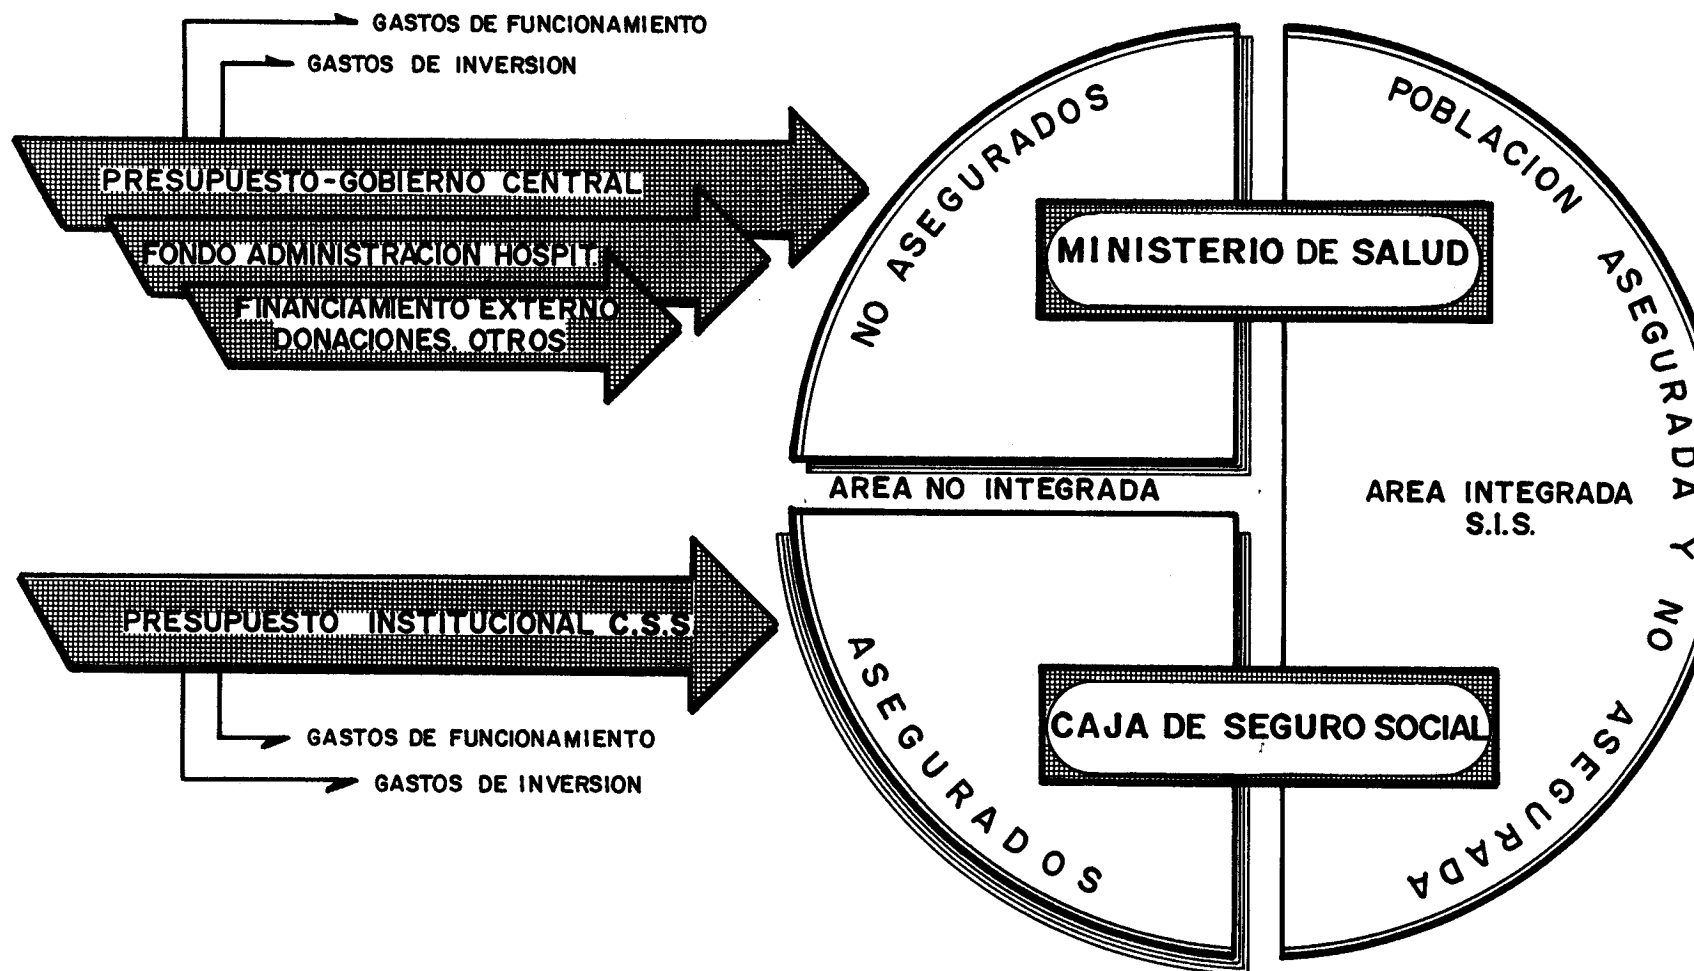 GASTOS DE FUNCIONAMIENTO
GASTOS DE INVERSION
PRESUPUESTO-GOBIERNO CENTRAL
FONDO ADMINISTRACION HOSPIT.
FINANCIAMIENTO EXTERNO
DONACIONES. OTROS
NO ASEGURADOS
POBLACION ASEGURADA Y NO ASEGURADA
MINISTERIO DE SALUD
AREA NO INTEGRADA
AREA INTEGRADA
S.I.S.
PRESUPUESTO INSTITUCIONAL C.S.S
GASTOS DE FUNCIONAMIENTO
GASTOS DE INVERSION
ASEGURADOS
CAJA DE SEGURO SOCIAL